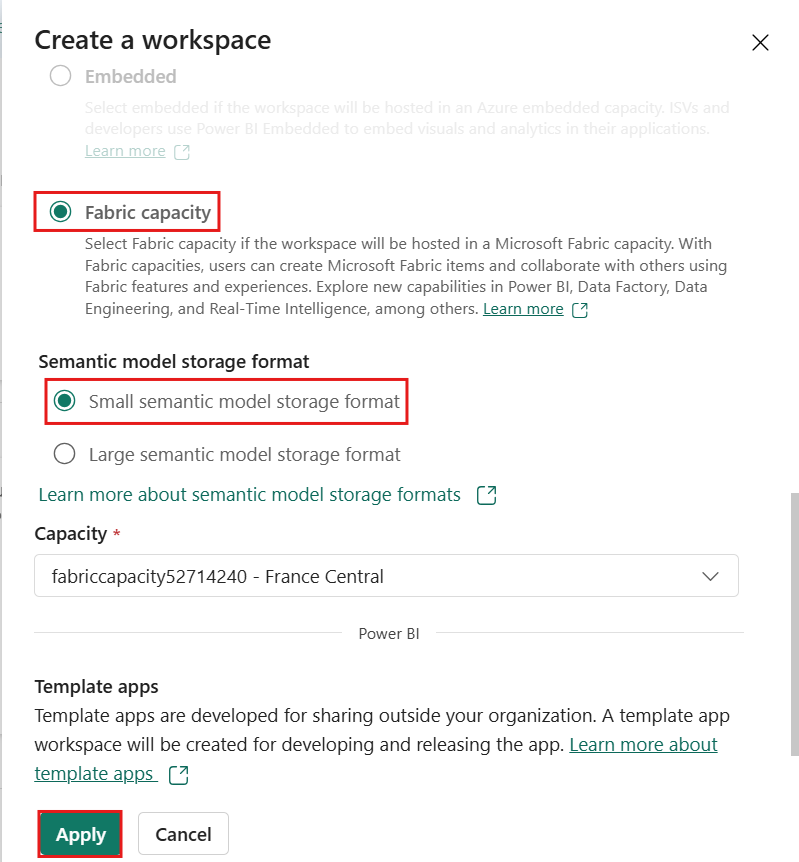 Create a workspace
Embedded
Select embedded if the workspace will be hosted in an Azure embedded capacity. ISVs and
developers use Power BI Embedded to embed visuals and analytics in their applications.
Learn more
Fabric capacity
Select Fabric capacity if the workspace will be hosted in a Microsoft Fabric capacity. With
Fabric capacities, users can create Microsoft Fabric items and collaborate with others using
Fabric features and experiences. Explore new capabilities in Power BI, Data Factory, Data
Engineering, and Real-Time Intelligence, among others. Learn more
Semantic model storage format
Small semantic model storage format
Large semantic model storage format
Learn more about semantic model storage formats
Capacity *
fabriccapacity52714240 - France Central
Power BI
Template apps
Template apps are developed for sharing outside your organization. A template app
workspace will be created for developing and releasing the app. Learn more about
template apps
Apply Cancel